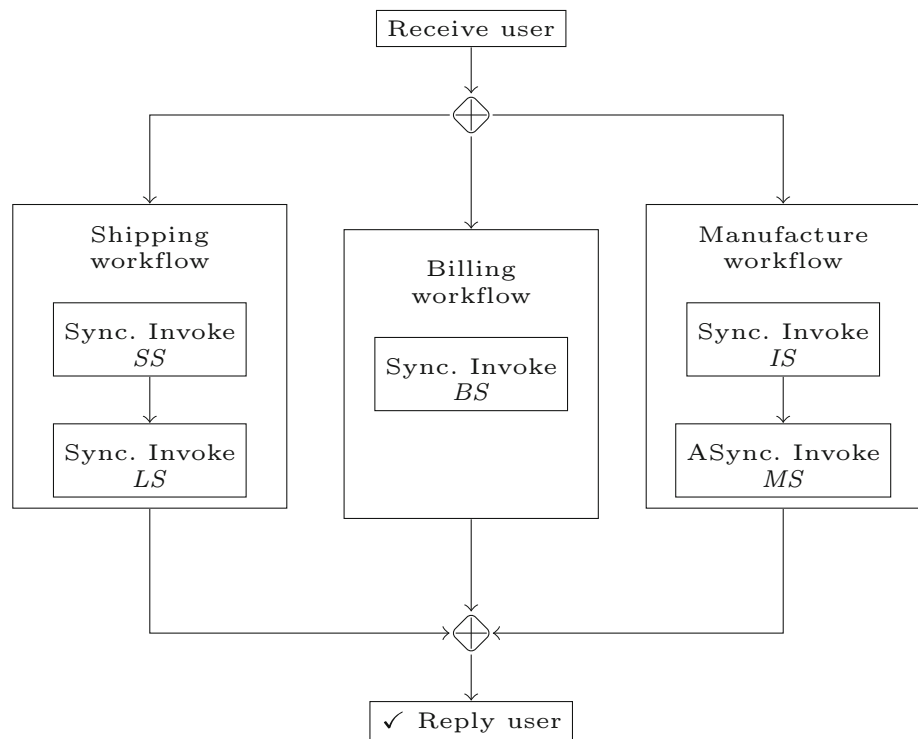 Receive user
Shipping
workflow
Sync. Invoke
SS
Sync. Invoke
LS
Billing
workflow
Sync. Invoke
BS
Manufacture
workflow
Sync. Invoke
IS
ASync. Invoke
MS
✓ Reply user